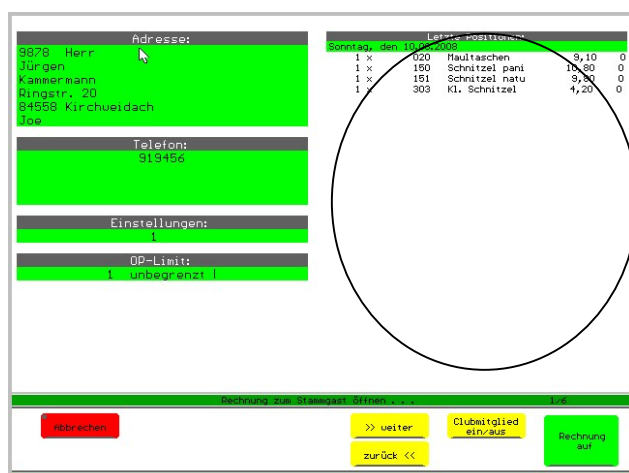 Adresse:
9878 Herr
Jürgen
Kammermann
Ringstr. 20
84558 Kirchweidach
Joe
Telefon:
919456
Einstellungen:
1
OP-Limit:
1 unbegrenzt
Letzte Positionen:
Sonntag, den 10.08.2008
1 x 020 Maultaschen 9,10 0
1 x 150 Schnitzel pani 10,80 0
1 x 151 Schnitzel natu 9,80 0
1 x 303 Kl. Schnitzel 4,20 0
Rechnung zum Stammgast öffnen . . . 1/6
Abbrechen
>> weiter
Clubmitglied
ein/aus
zurück <<
Rechnung
auf